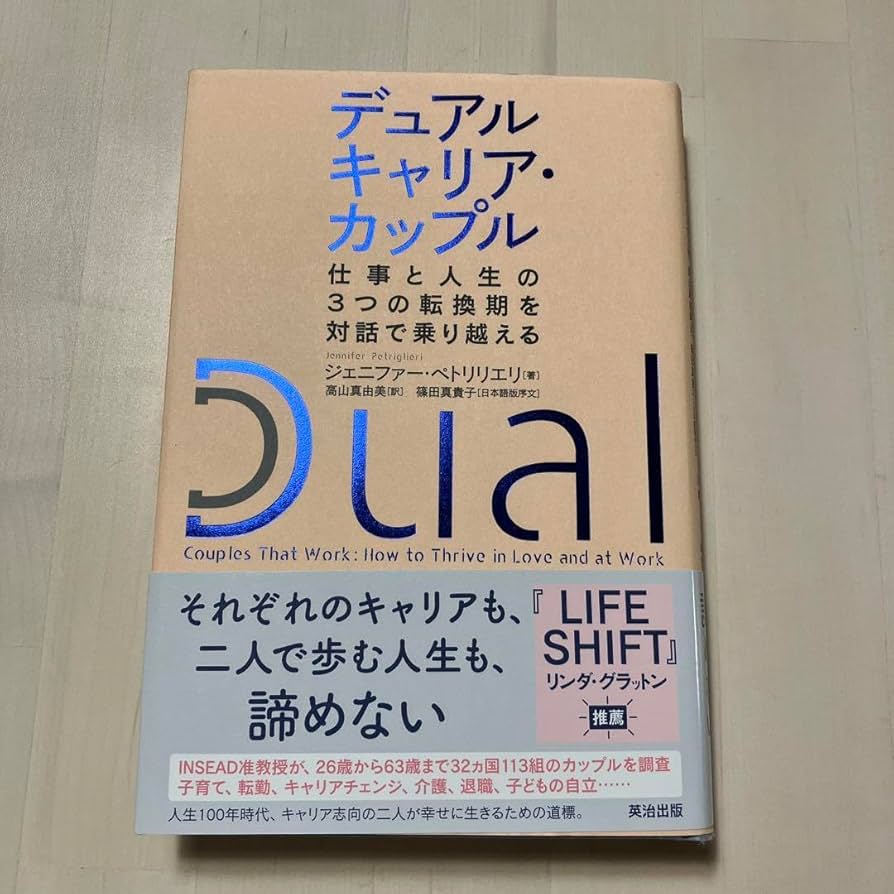 デュアル
キャリア・
カップル
仕事と人生の
3つの転換期を
対話で乗り越える
Jennifer Petriglieri
ジェニファー・ペトリリエリ[著]
高山真由美[訳] 篠田真貴子[日本語版序文]
Dual
Couples That Work: How to Thrive in Love and at Work
それぞれのキャリアも、
二人で歩む人生も、
諦めない
『LIFE
SHIFT』
リンダ・グラットン
推薦
INSEAD准教授が、26歳から63歳まで32ヵ国113組のカップルを調査
子育て、転勤、キャリアチェンジ、介護、退職、子どもの自立……
人生100年時代、キャリア志向の二人が幸せに生きるための道標。
英治出版